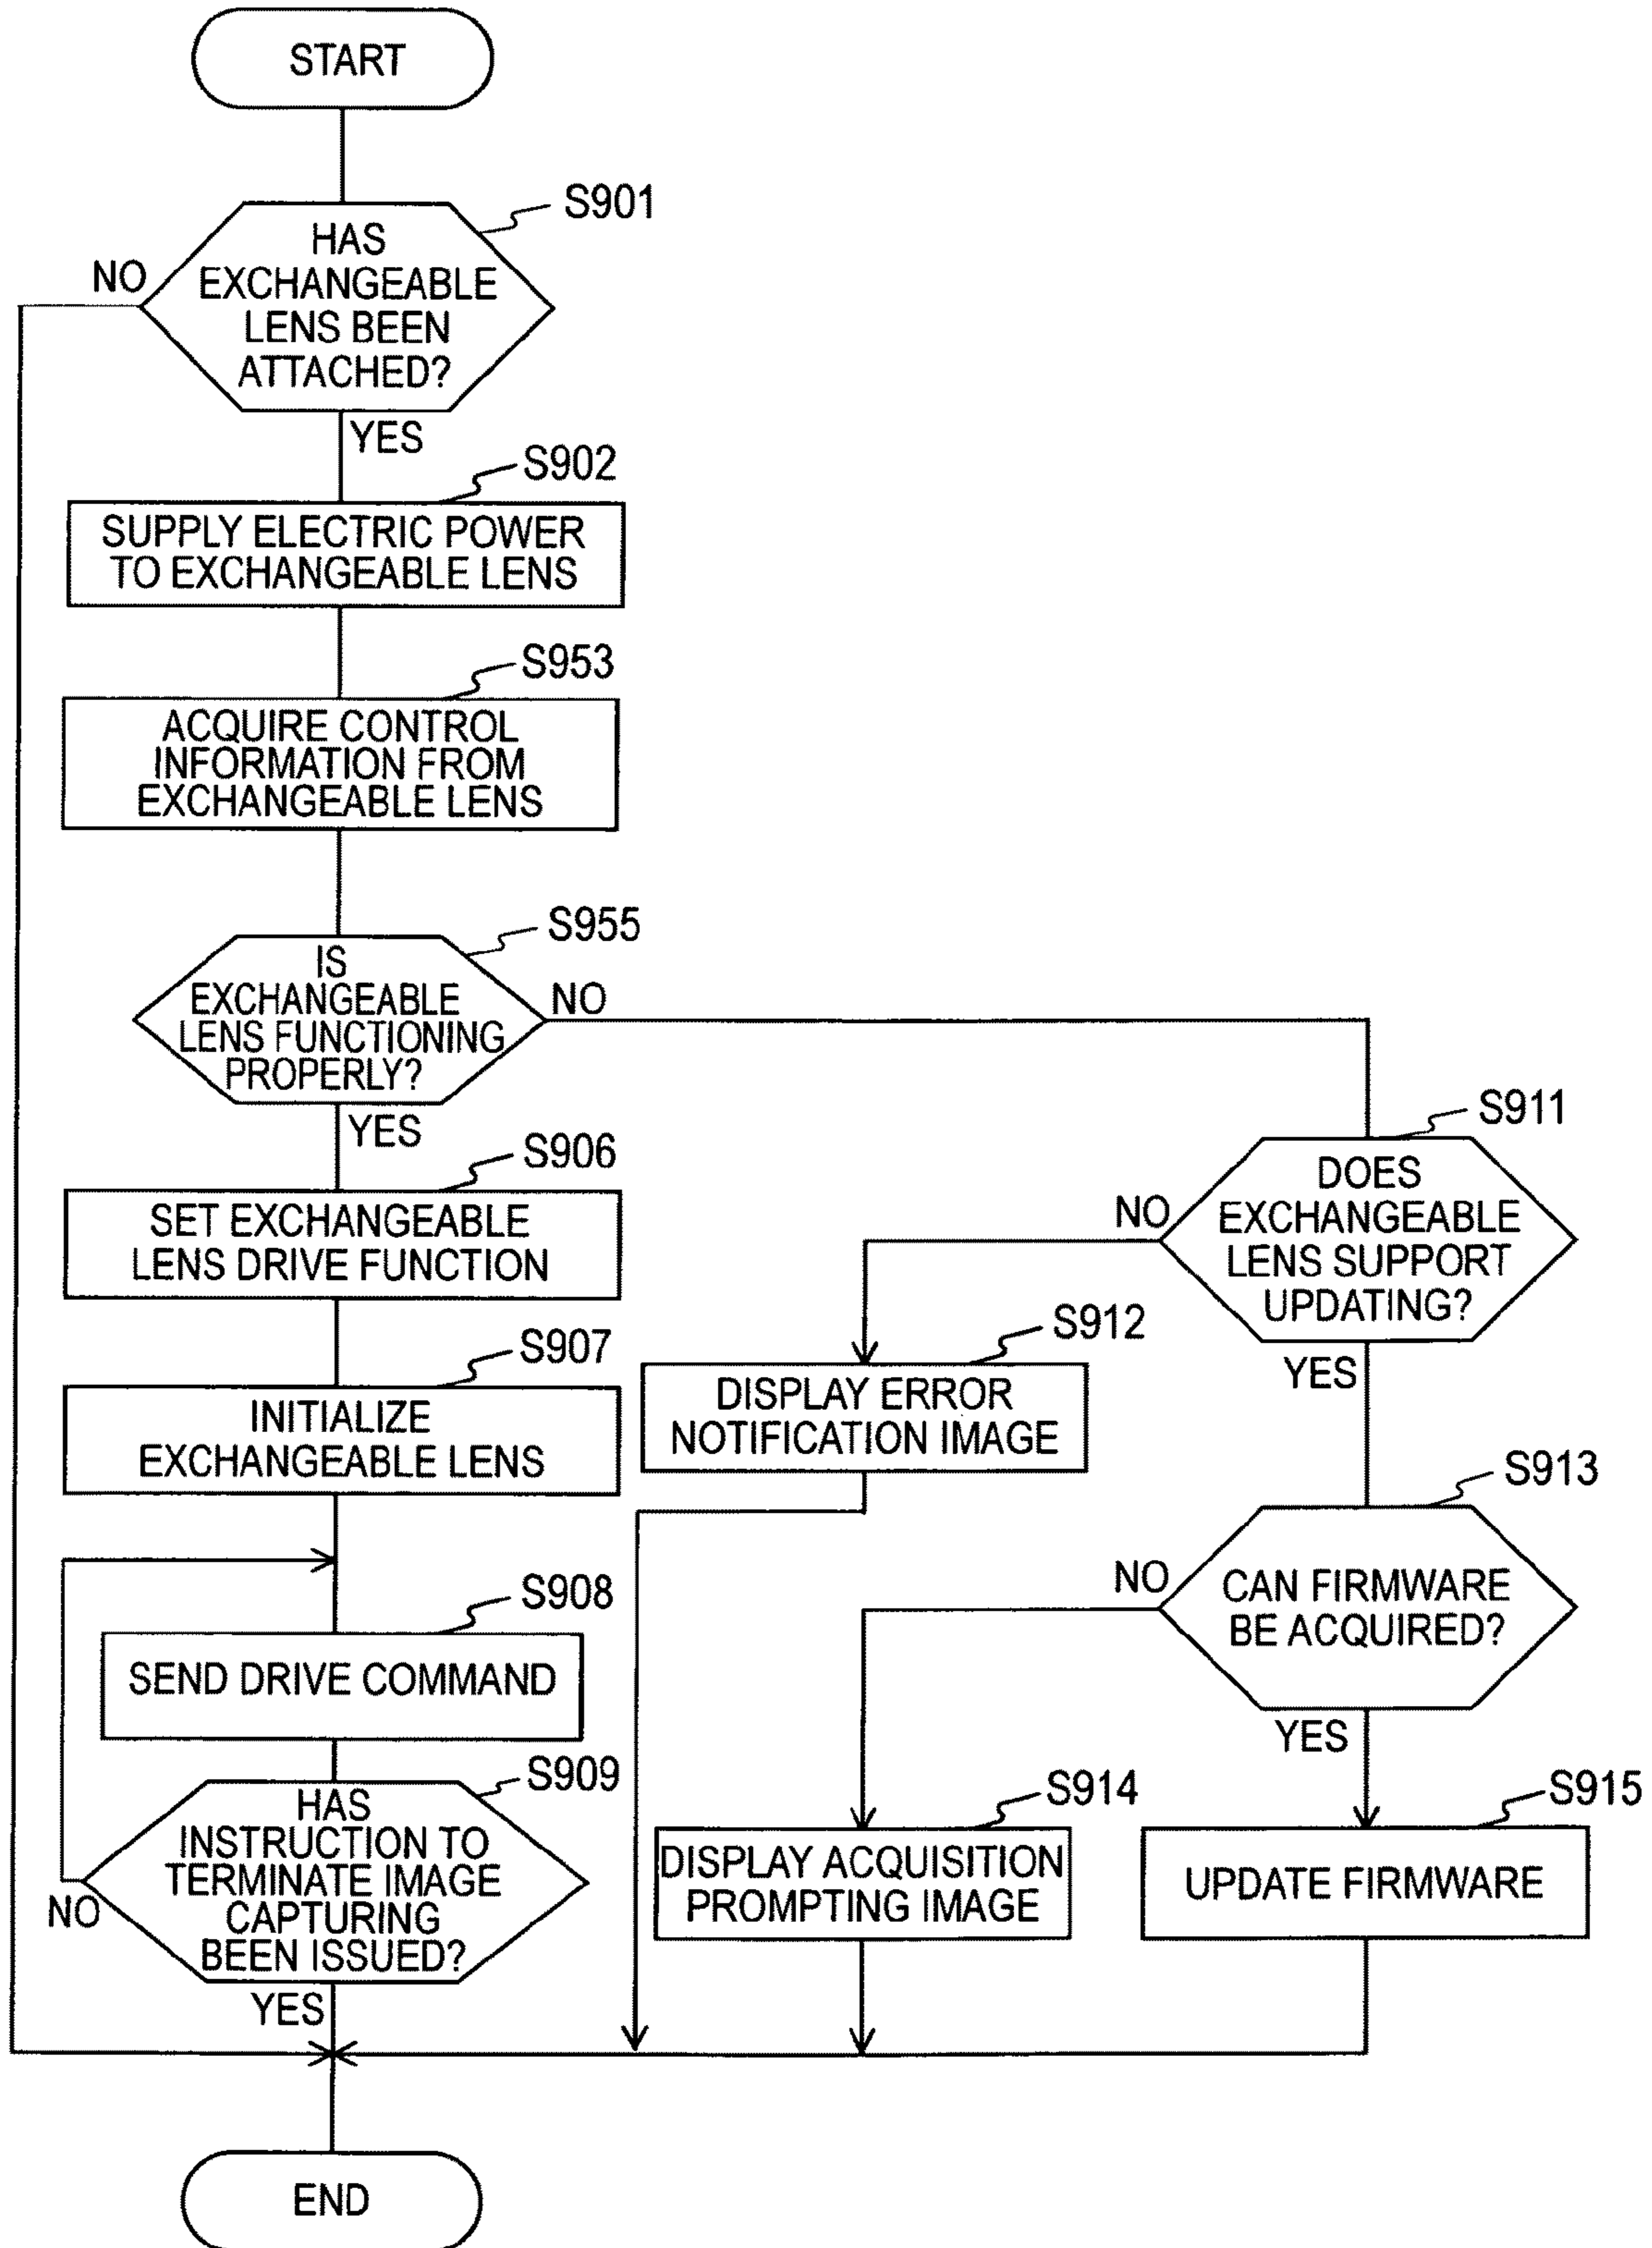 START
S901
HAS
EXCHANGEABLE
LENS BEEN
ATTACHED?
NO
YES
S902
SUPPLY ELECTRIC POWER
TO EXCHANGEABLE LENS
S953
ACQUIRE CONTROL
INFORMATION FROM
EXCHANGEABLE LENS
S955
IS
EXCHANGEABLE
LENS FUNCTIONING
PROPERLY?
NO
YES
S906
SET EXCHANGEABLE
LENS DRIVE FUNCTION
S907
INITIALIZE
EXCHANGEABLE LENS
S908
SEND DRIVE COMMAND
S909
HAS
INSTRUCTION TO
TERMINATE IMAGE
CAPTURING
BEEN ISSUED?
NO
YES
S911
DOES
EXCHANGEABLE
LENS SUPPORT
UPDATING?
NO
YES
S912
DISPLAY ERROR
NOTIFICATION IMAGE
S913
CAN FIRMWARE
BE ACQUIRED?
NO
YES
S914
DISPLAY ACQUISITION
PROMPTING IMAGE
S915
UPDATE FIRMWARE
END